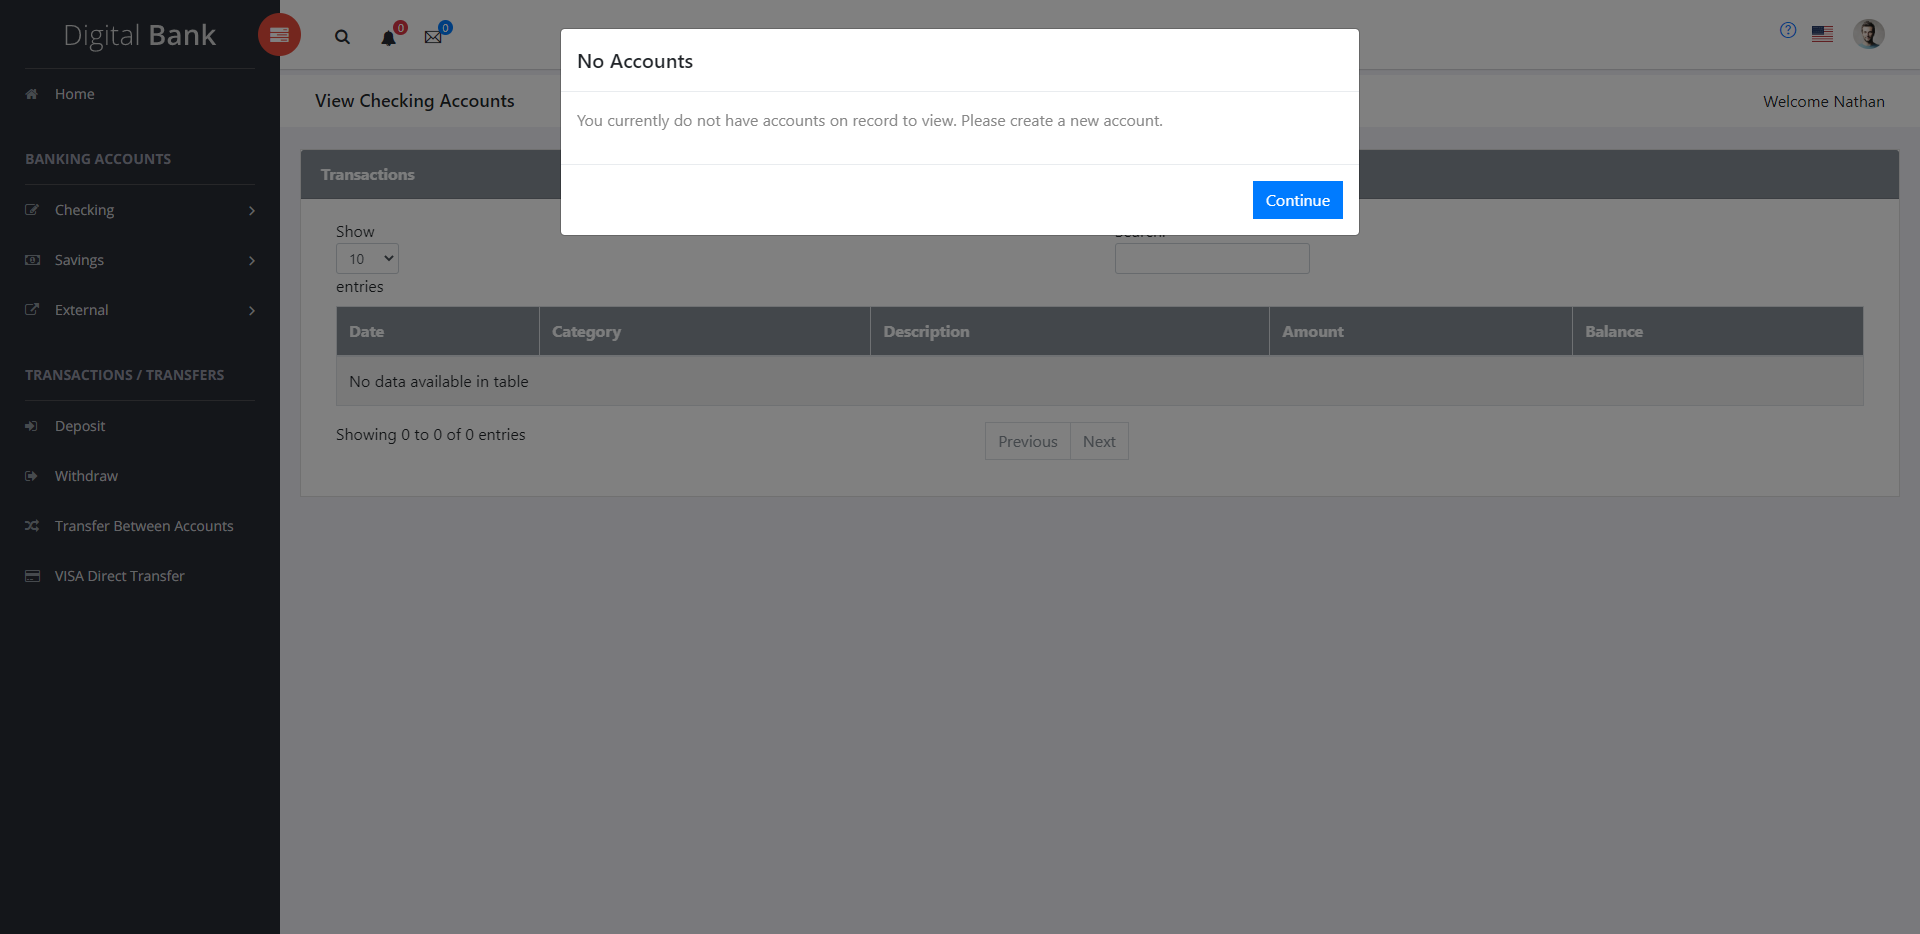 Digital Bank
0
0
Home
BANKING ACCOUNTS
Checking
Savings
External
TRANSACTIONS / TRANSFERS
Deposit
Withdraw
Transfer Between Accounts
VISA Direct Transfer
No Accounts
You currently do not have accounts on record to view. Please create a new account.
Continue
View Checking Accounts
Welcome Nathan
Transactions
Show
10
entries
Search:
Date Category Description Amount Balance
No data available in table
Showing 0 to 0 of 0 entries
Previous Next